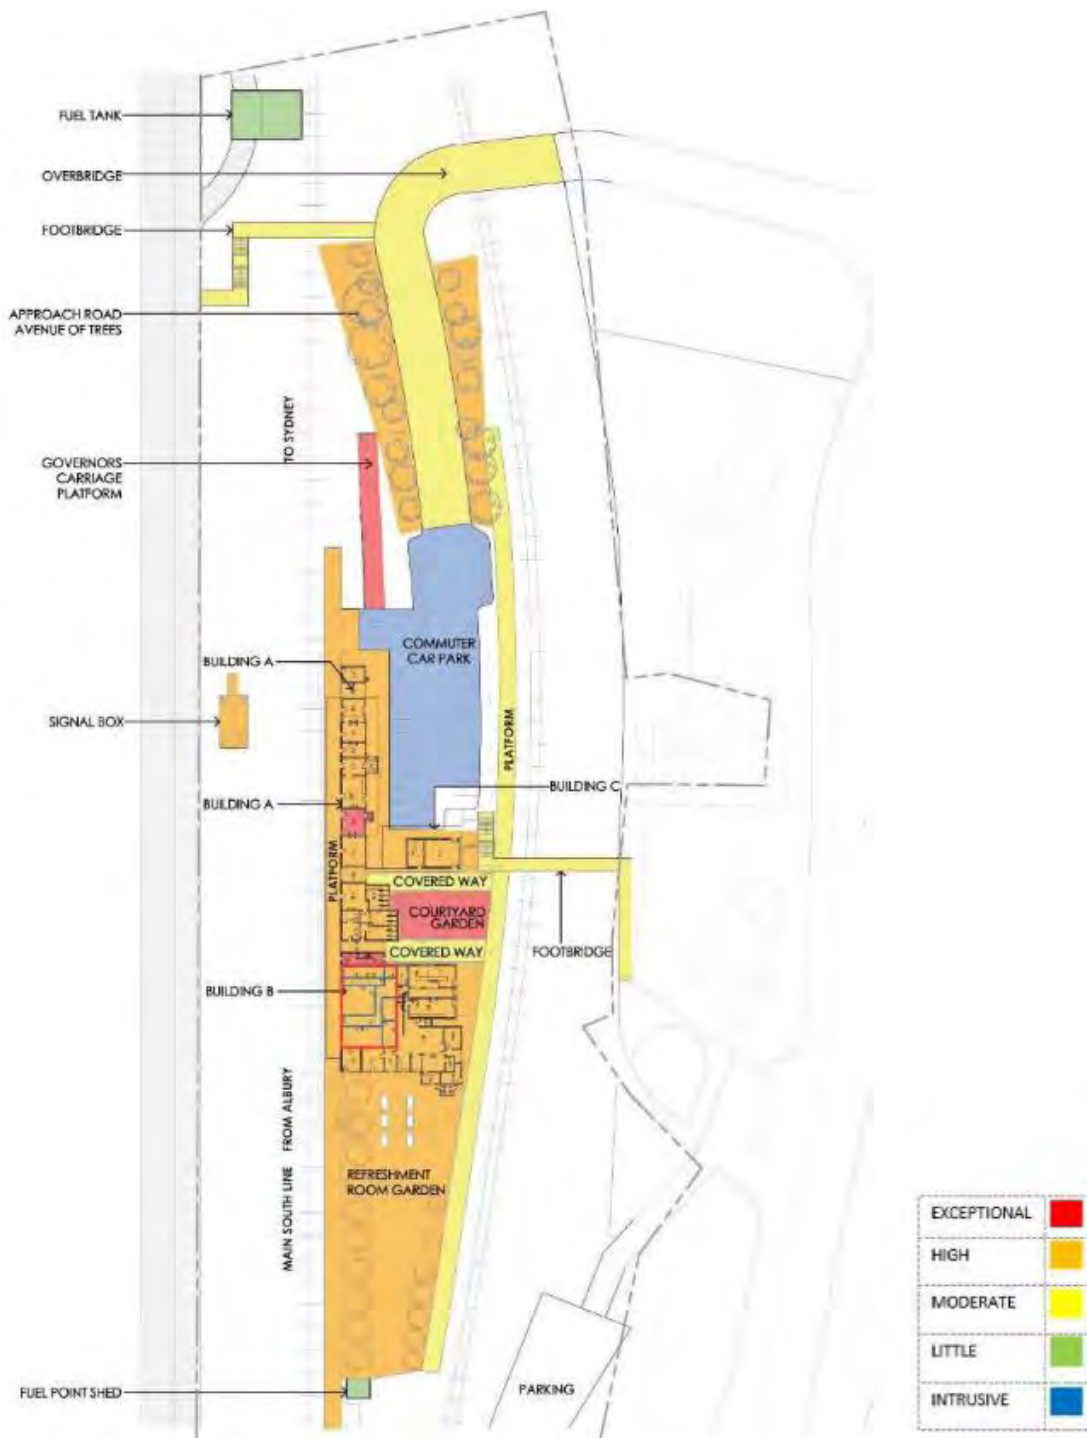 FUEL TANK
OVERBRIDGE
FOOTBRIDGE
APPROACH ROAD
AVENUE OF TREES
TO SYDNEY
GOVERNORS
CARRIAGE
PLATFORM
COMMUTER
CAR PARK
BUILDING A
SIGNAL BOX
PLATFORM
BUILDING C
BUILDING A
PLATFORM
COVERED WAY
COURTYARD
GARDEN
COVERED WAY
FOOTBRIDGE
BUILDING B
MAIN SOUTH LINE FROM ALBURY
REFRESHMENT
ROOM GARDEN
FUEL POINT SHED
PARKING
EXCEPTIONAL
HIGH
MODERATE
LITTLE
INTRUSIVE